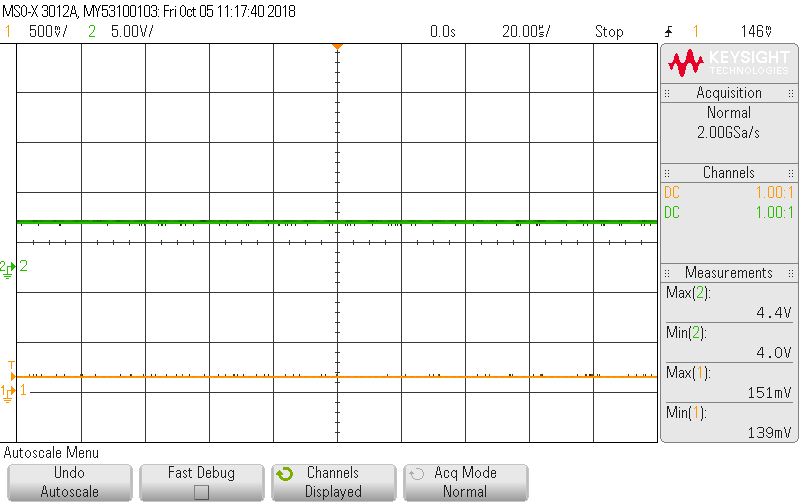 MSO-X 3012A, MY53100103: Fri Oct 05 11:17:40 2018
1 500mV/ 2 5.00V/ 0.0s 20.00us/ Stop 1 146mV
KEYSIGHT
TECHNOLOGIES
Acquisition
Normal
2.00GSa/s
Channels
DC 1.00:1
DC 1.00:1
2 2
Measurements
Max(2):
4.4V
Min(2):
4.0V
T
Max(1):
151mV
1 1
Min(1):
139mV
Autoscale Menu
Undo
Autoscale
Fast Debug
Channels
Displayed
Acq Mode
Normal